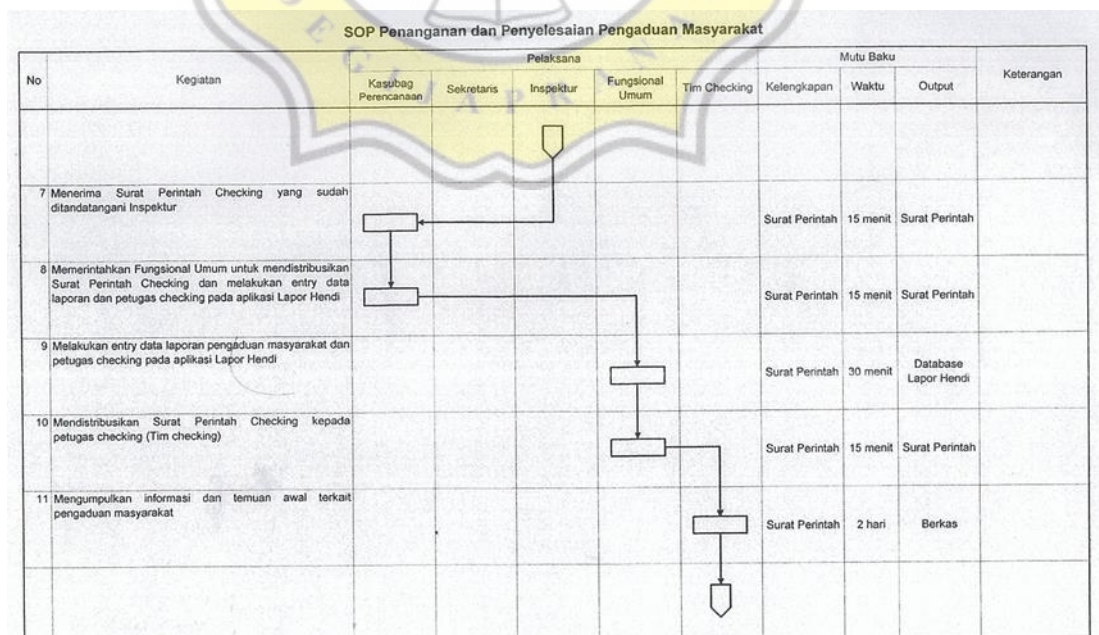 SOP Penanganan dan Penyelesaian Pengaduan Masyarakat
No
Kegiatan
Pelaksana
Mutu Baku
Keterangan
Kasubag
Perencanaan
Sekretaris
Inspektur
Fungsional
Umum
Tim Checking
Kelengkapan
Waktu
Output
7 Menerima Surat Perintah Checking yang sudah
ditandatangani Inspektur
Surat Perintah 15 menit Surat Perintah
8 Memerintahkan Fungsional Umum untuk mendistribusikan
Surat Perintah Checking dan melakukan entry data
laporan dan petugas checking pada aplikasi Lapor Hendi
Surat Perintah 15 menit Surat Perintah
9 Melakukan entry data laporan pengaduan masyarakat dan
petugas checking pada aplikasi Lapor Hendi
Surat Perintah 30 menit
Database
Lapor Hendi
10 Mendistribusikan Surat Perintah Checking kepada
petugas checking (Tim checking)
Surat Perintah 15 menit Surat Perintah
11 Mengumpulkan informasi dan temuan awal terkait
pengaduan masyarakat
Surat Perintah 2 hari Berkas